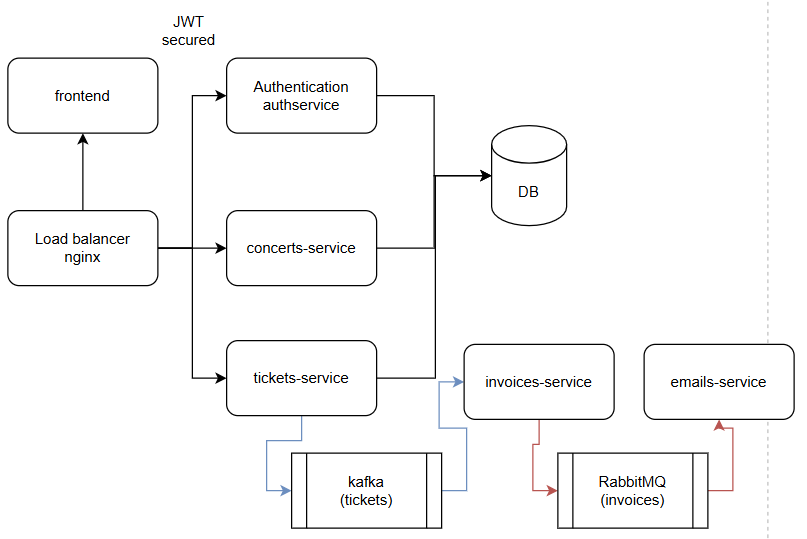 JWT
secured
frontend
Authentication
authservice
DB
Load balancer
nginx
concerts-service
tickets-service
invoices-service
emails-service
kafka
(tickets)
RabbitMQ
(invoices)